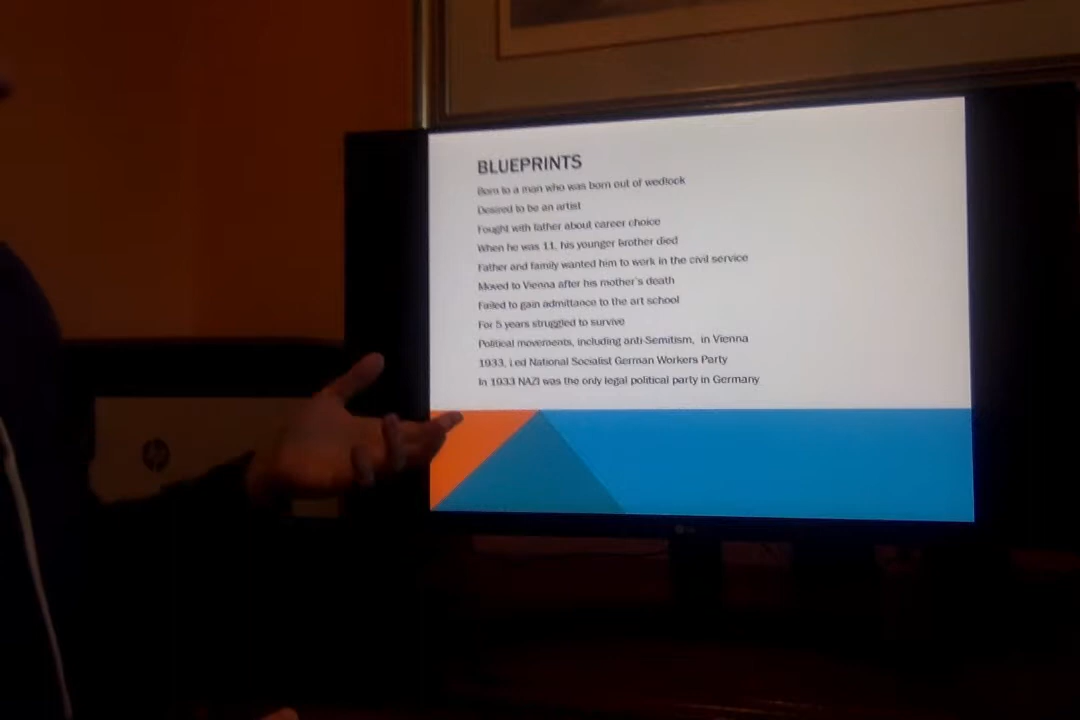 BLUEPRINTS
Born to a man who was born out of wedlock
Desired to be an artist
Fought with father about career choice
When he was 11, his younger brother died
Father and family wanted him to work in the civil service
Moved to Vienna after his mother's death
Failed to gain admittance to the art school
For 5 years struggled to survive
Political movements, including anti-Semitism, in Vienna
1933, Led National Socialist German Workers Party
In 1933 NAZI was the only legal political party in Germany
hp
LG